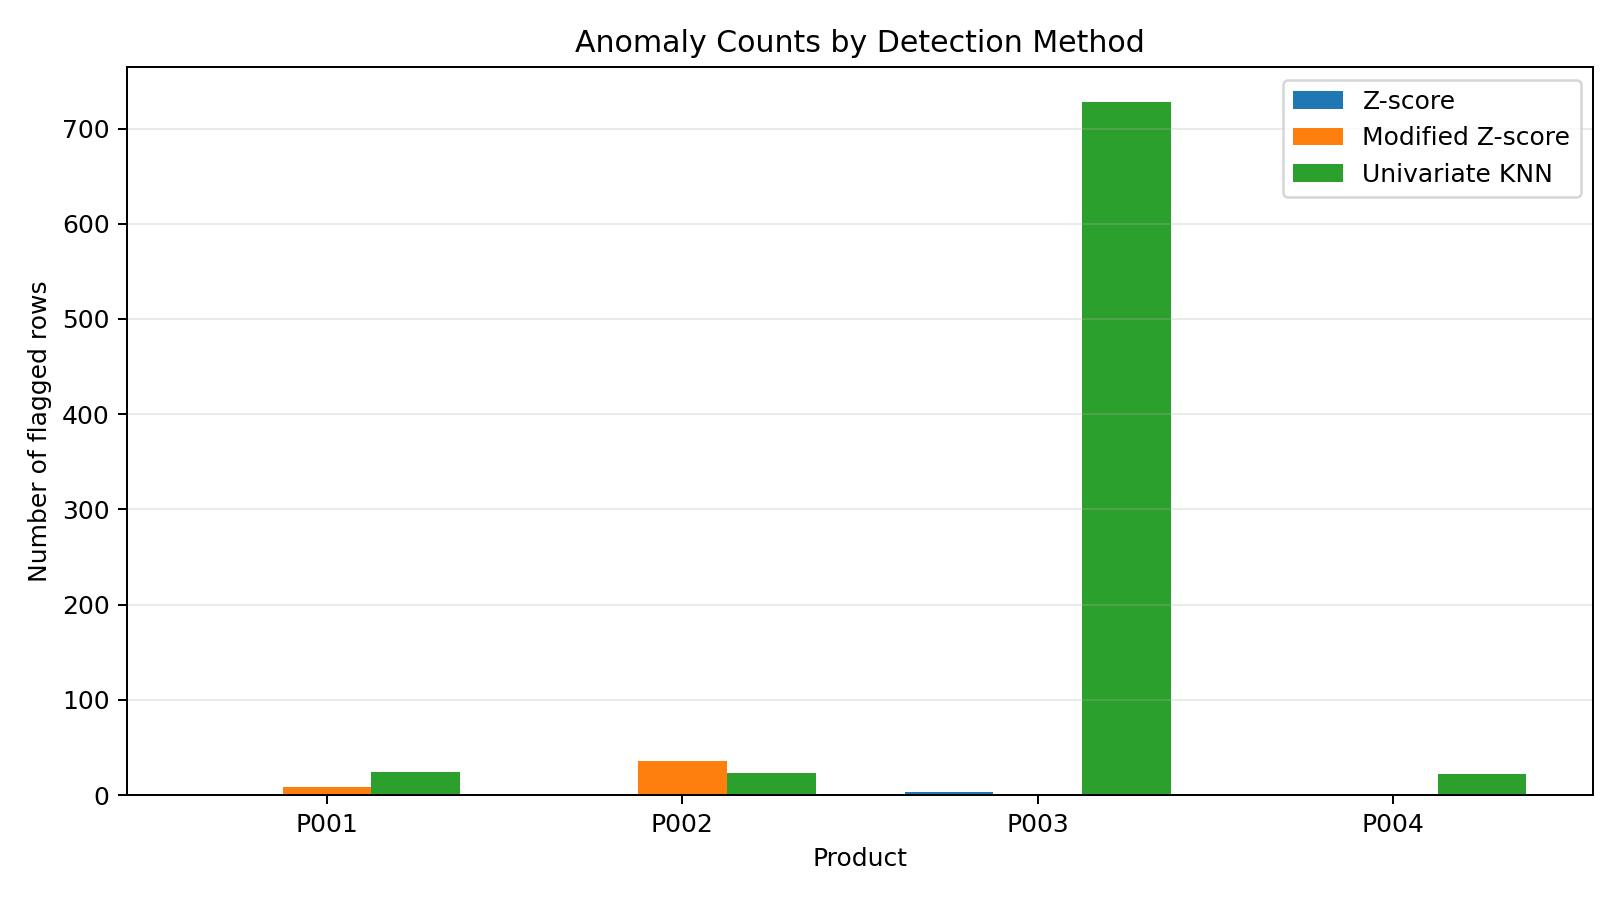 Anomaly Counts by Detection Method
Z-score
Modified Z-score
Univariate KNN
Number of flagged rows
700
600
500
400
300
200
100
0
P001 P002 P003 P004
Product